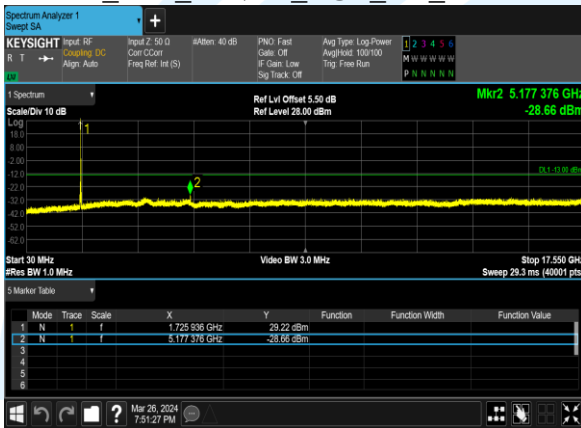 Spectrum Analyzer 1
Swept SA
+
KEYSIGHT Input: RF Input Z: 50 Ω #Atten: 40 dB PNO: Fast Avg Type: Log-Power 1 2 3 4 5 6
R T Coupling: DC Corr CCorr Gate: Off Avg|Hold: 100/100 M W W W W W
Align: Auto Freq Ref: Int (S) IF Gain: Low Trig: Free Run
Sig Track: Off P N N N N N
1 Spectrum Ref Lvl Offset 5.50 dB Mkr2 5.177 376 GHz
Scale/Div 10 dB Ref Level 28.00 dBm -28.66 dBm
Log
18.0
8.00
-2.00
-12.0
-22.0
-32.0
-42.0
-52.0
-62.0
1
2
DL1 -13.00 dBm
Start 30 MHz Video BW 3.0 MHz Stop 17.550 GHz
#Res BW 1.0 MHz Sweep 29.3 ms (40001 pts
5 Marker Table
Mode Trace Scale X Y Function Function Width Function Value
1 N 1 f 1.725 936 GHz 29.22 dBm
2 N 1 f 5.177 376 GHz -28.66 dBm
3
4
5
6
? Mar 26, 2024
7:51:27 PM